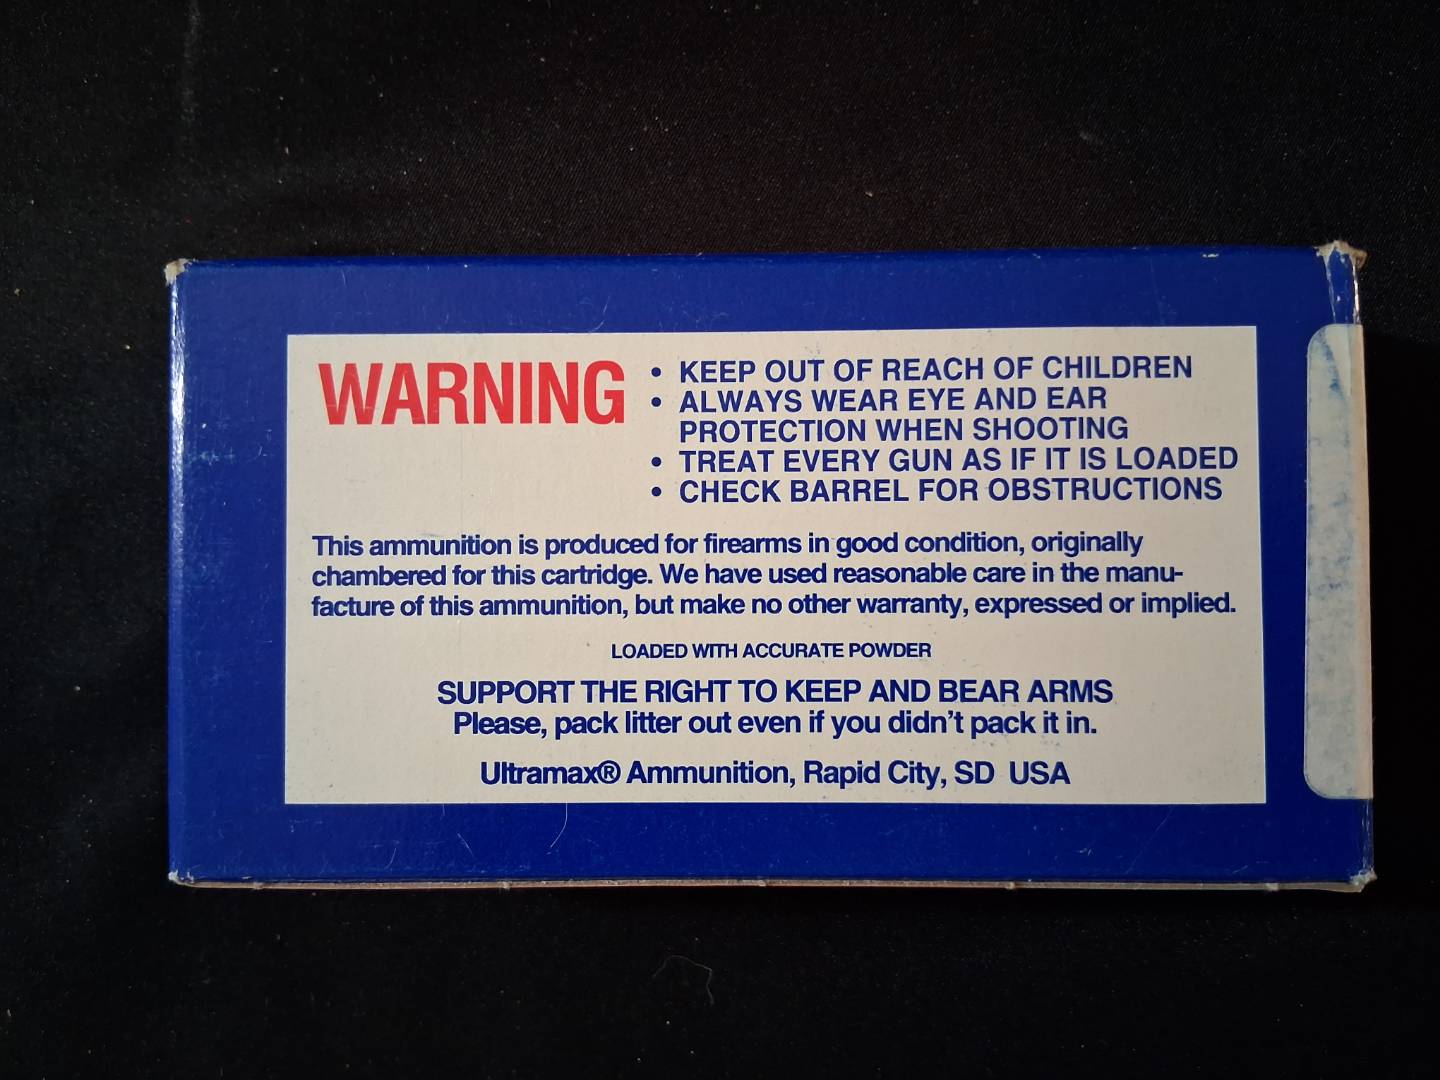 WARNING
• KEEP OUT OF REACH OF CHILDREN
• ALWAYS WEAR EYE AND EAR
PROTECTION WHEN SHOOTING
• TREAT EVERY GUN AS IF IT IS LOADED
• CHECK BARREL FOR OBSTRUCTIONS
This ammunition is produced for firearms in good condition, originally
chambered for this cartridge. We have used reasonable care in the manu-
facture of this ammunition, but make no other warranty, expressed or implied.
LOADED WITH ACCURATE POWDER
SUPPORT THE RIGHT TO KEEP AND BEAR ARMS
Please, pack litter out even if you didn't pack it in.
Ultramax® Ammunition, Rapid City, SD USA